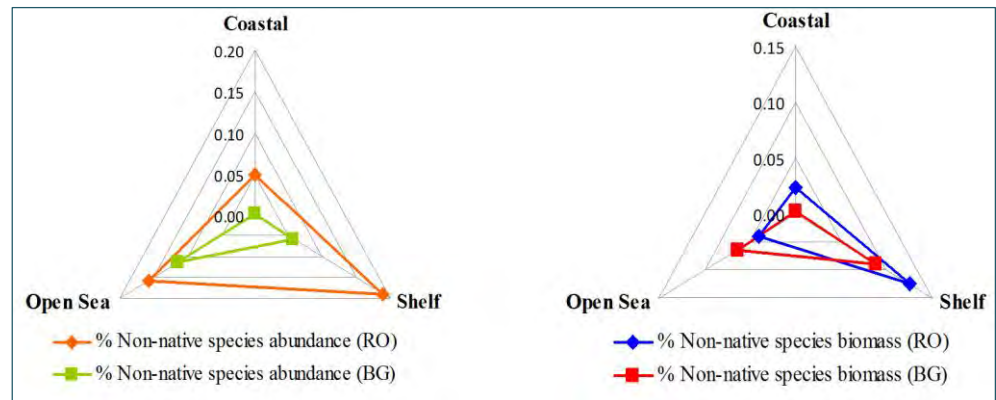 Coastal
0.20
0.15
0.10
0.05
0.00
Open Sea
Shelf
% Non-native species abundance (RO)
% Non-native species abundance (BG)
Coastal
0.15
0.10
0.05
0.00
Open Sea
Shelf
% Non-native species biomass (RO)
% Non-native species biomass (BG)